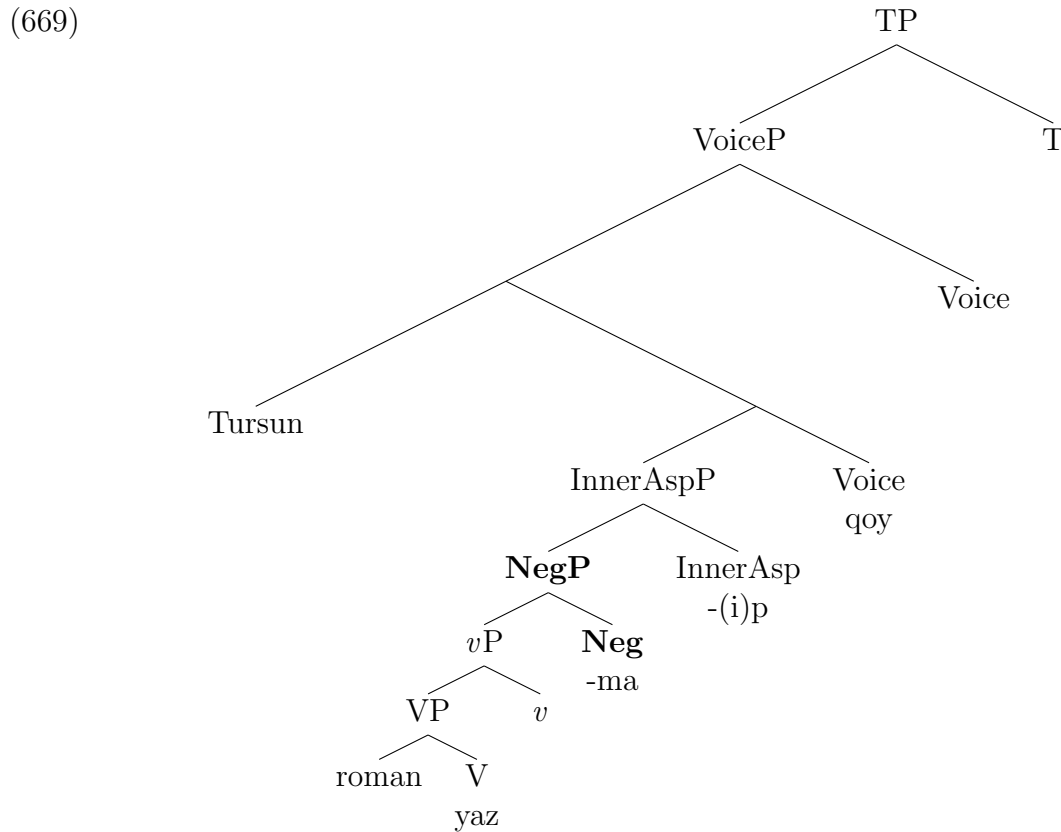 (669)
TP
VoiceP
T
Voice
Tursun
InnerAspP
Voice
qoy
NegP
InnerAsp
-(i)p
vP
Neg
-ma
VP
v
roman
V
yaz